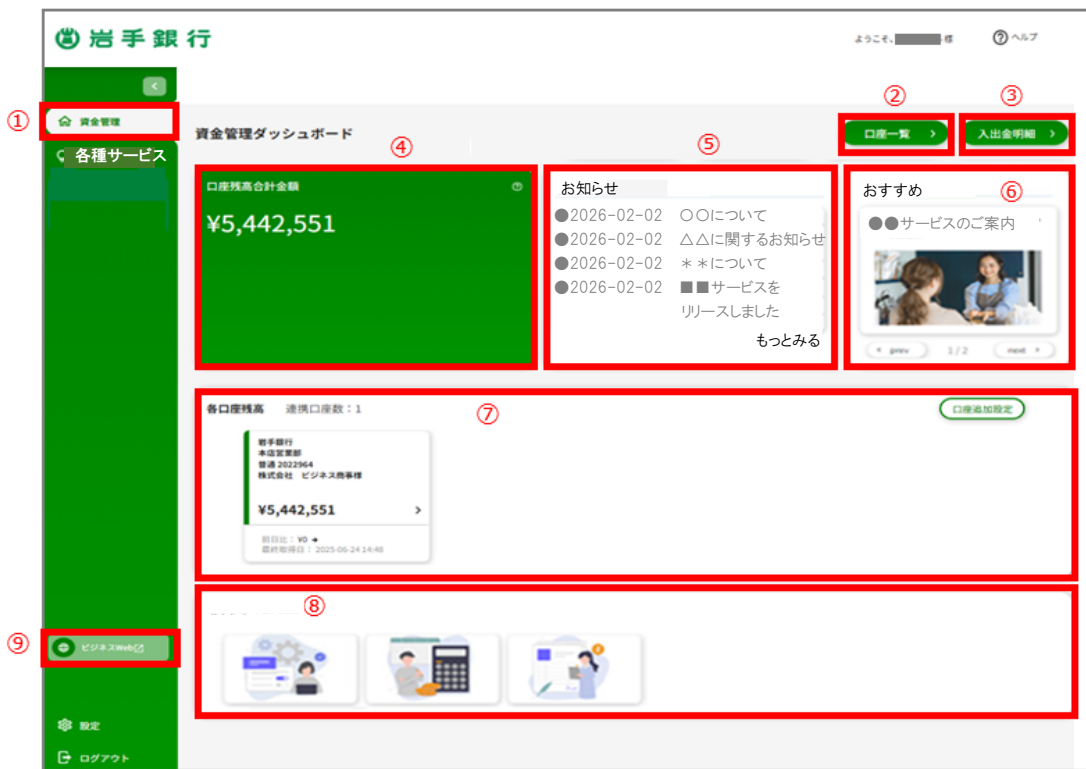 岩手銀行
ようこそ、
様
ヘルプ
①
資金管理
各種サービス
資金管理ダッシュボード
②
口座一覧
③
入出金明細
④
口座残高合計金額
¥5,442,551
⑤
お知らせ
●2026-02-02 〇〇について
●2026-02-02 △△に関するお知らせ
●2026-02-02 ＊＊について
●2026-02-02 ■■サービスを
リリースしました
もっとみる
⑥
おすすめ
●●サービスのご案内
prev
1/2
next
各口座残高 連携口座数：1
⑦
口座追加設定
岩手銀行
本店営業部
普通 2022964
株式会社 ビジネス商事様
¥5,442,551
前日比：¥0
最終取得日：2025-06-24 14:48
⑧
⑨
ビジネスWeb
設定
ログアウト